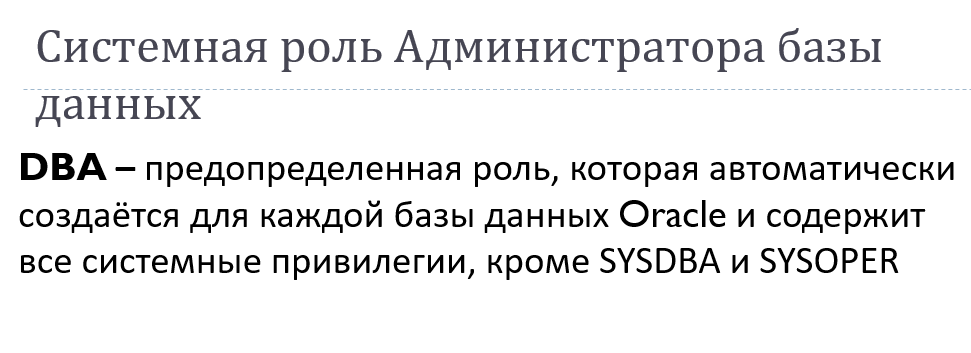 Системная роль Администратора базы
данных
DBA – предопределенная роль, которая автоматически
создаётся для каждой базы данных Oracle и содержит
все системные привилегии, кроме SYSDBA и SYSOPER